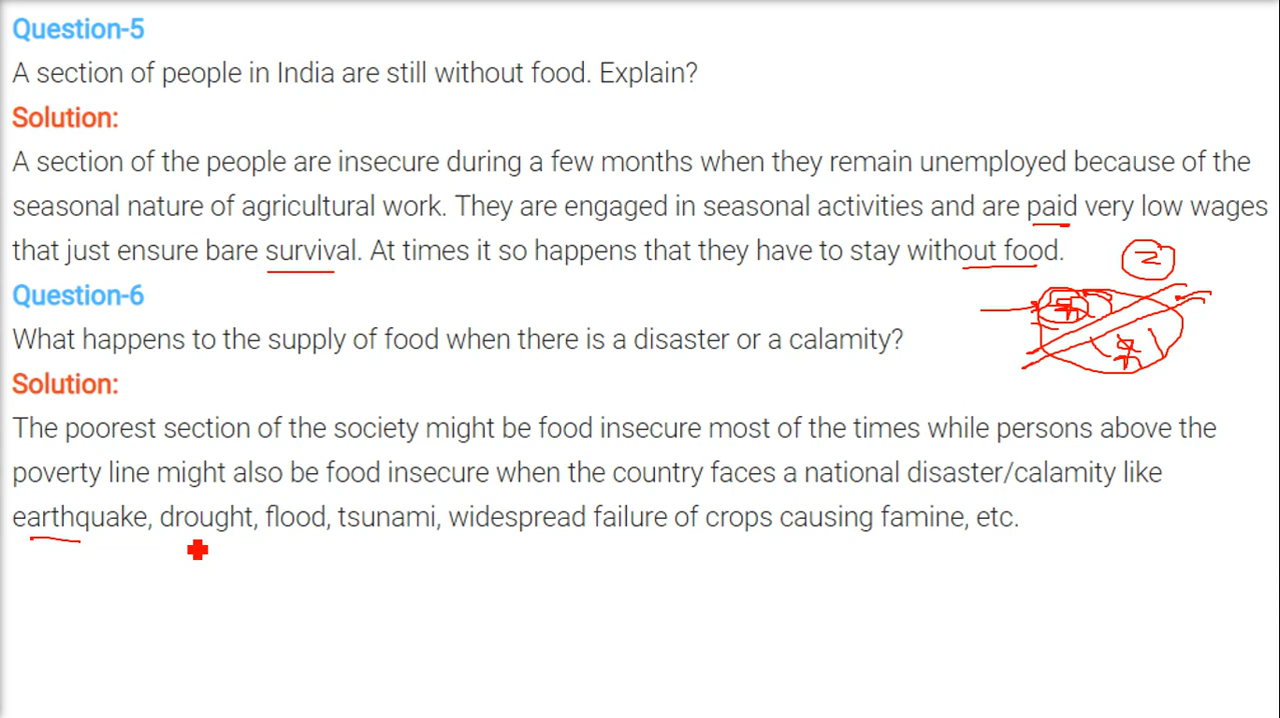 Question-5
A section of people in India are still without food. Explain?
Solution:
A section of the people are insecure during a few months when they remain unemployed because of the
seasonal nature of agricultural work. They are engaged in seasonal activities and are paid very low wages
that just ensure bare survival. At times it so happens that they have to stay without food.
Question-6
What happens to the supply of food when there is a disaster or a calamity?
Solution:
The poorest section of the society might be food insecure most of the times while persons above the
poverty line might also be food insecure when the country faces a national disaster/calamity like
earthquake, drought, flood, tsunami, widespread failure of crops causing famine, etc.